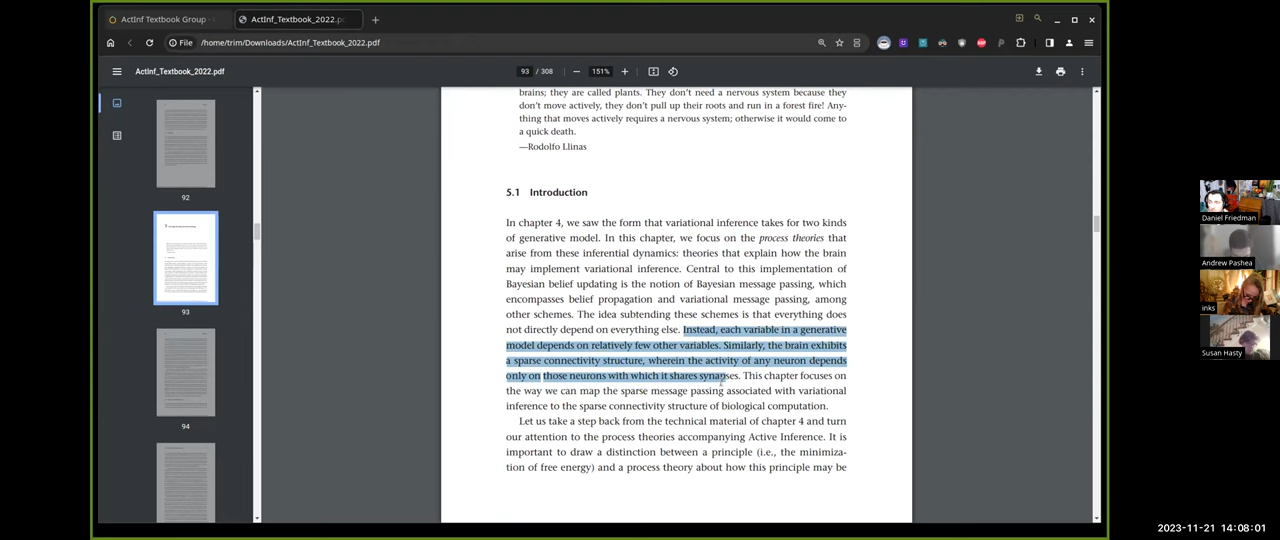 ActInf Textbook Group -
ActInf_Textbook_2022.p
File
/home/trim/Downloads/ActInf_Textbook_2022.pdf
ActInf_Textbook_2022.pdf
93 / 308
151%
92
93
94
brains; they are called plants. They don't need a nervous system because they
don't move actively, they don't pull up their roots and run in a forest fire! Any-
thing that moves actively requires a nervous system; otherwise it would come to
a quick death.
—Rodolfo Llinas
5.1 Introduction
In chapter 4, we saw the form that variational inference takes for two kinds
of generative model. In this chapter, we focus on the process theories that
arise from these inferential dynamics: theories that explain how the brain
may implement variational inference. Central to this implementation of
Bayesian belief updating is the notion of Bayesian message passing, which
encompasses belief propagation and variational message passing, among
other schemes. The idea subtending these schemes is that everything does
not directly depend on everything else. Instead, each variable in a generative
model depends on relatively few other variables. Similarly, the brain exhibits
a sparse connectivity structure, wherein the activity of any neuron depends
only on those neurons with which it shares synapses. This chapter focuses on
the way we can map the sparse message passing associated with variational
inference to the sparse connectivity structure of biological computation.
Let us take a step back from the technical material of chapter 4 and turn
our attention to the process theories accompanying Active Inference. It is
important to draw a distinction between a principle (i.e., the minimiza-
tion of free energy) and a process theory about how this principle may be
Daniel Friedman
Andrew Pashea
inks
Susan Hasty
2023-11-21 14:08:01